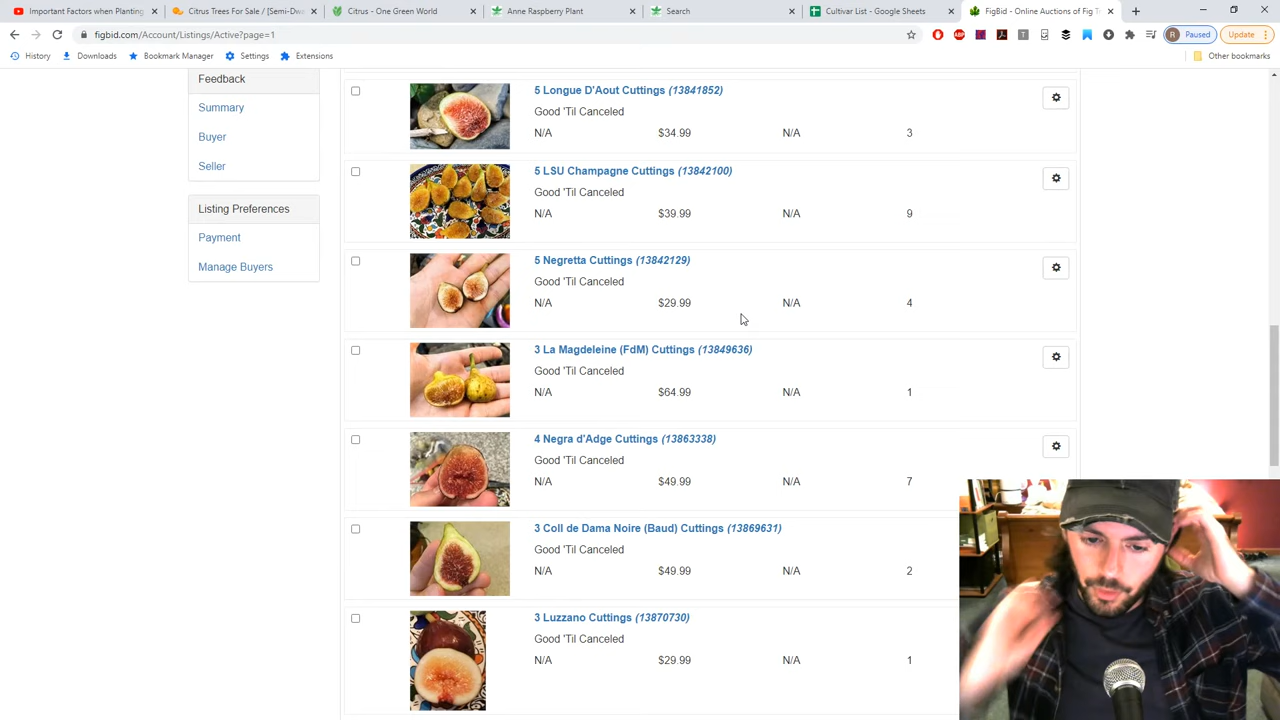 Important Factors when Planting
Citrus Trees For Sale / [Semi-Dw
Citrus - One Green World
Anne Raspberry Plant
Search
Cultivar List - Google Sheets
FigBid - Online Auctions of Fig T
figbid.com/Account/Listings/Active?page=1
Paused
Update
History
Downloads
Bookmark Manager
Settings
Extensions
Other bookmarks
Feedback
Summary
Buyer
Seller
Listing Preferences
Payment
Manage Buyers
5 Longue D'Aout Cuttings (13841852)
Good 'Til Canceled
N/A $34.99 N/A 3
5 LSU Champagne Cuttings (13842100)
Good 'Til Canceled
N/A $39.99 N/A 9
5 Negretta Cuttings (13842129)
Good 'Til Canceled
N/A $29.99 N/A 4
3 La Magdeleine (FdM) Cuttings (13849636)
Good 'Til Canceled
N/A $64.99 N/A 1
4 Negra d'Adge Cuttings (13863338)
Good 'Til Canceled
N/A $49.99 N/A 7
3 Coll de Dama Noire (Baud) Cuttings (13869631)
Good 'Til Canceled
N/A $49.99 N/A 2
3 Luzzano Cuttings (13870730)
Good 'Til Canceled
N/A $29.99 N/A 1